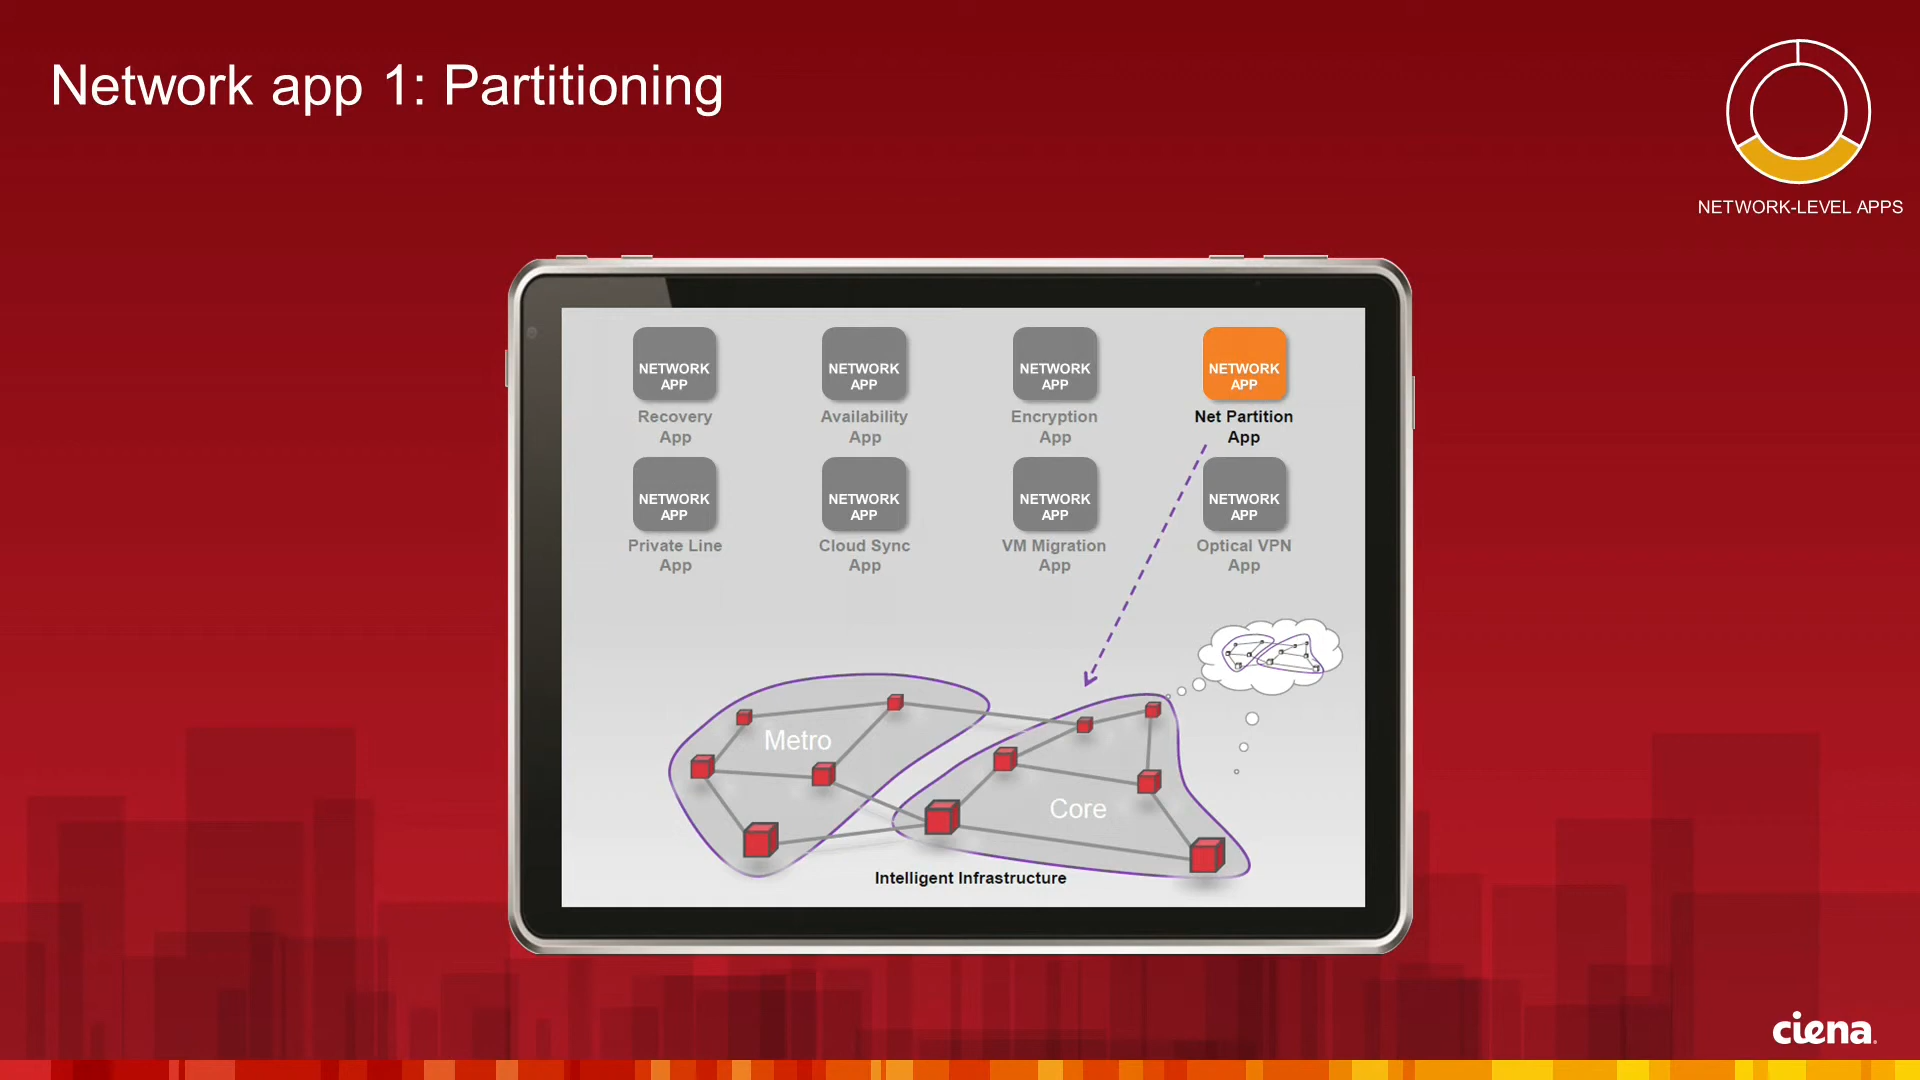 Network app 1: Partitioning
NETWORK-LEVEL APPS
NETWORK
APP
Recovery
App
NETWORK
APP
Availability
App
NETWORK
APP
Encryption
App
NETWORK
APP
Net Partition
App
NETWORK
APP
Private Line
App
NETWORK
APP
Cloud Sync
App
NETWORK
APP
VM Migration
App
NETWORK
APP
Optical VPN
App
Metro
Core
Intelligent Infrastructure
ciena